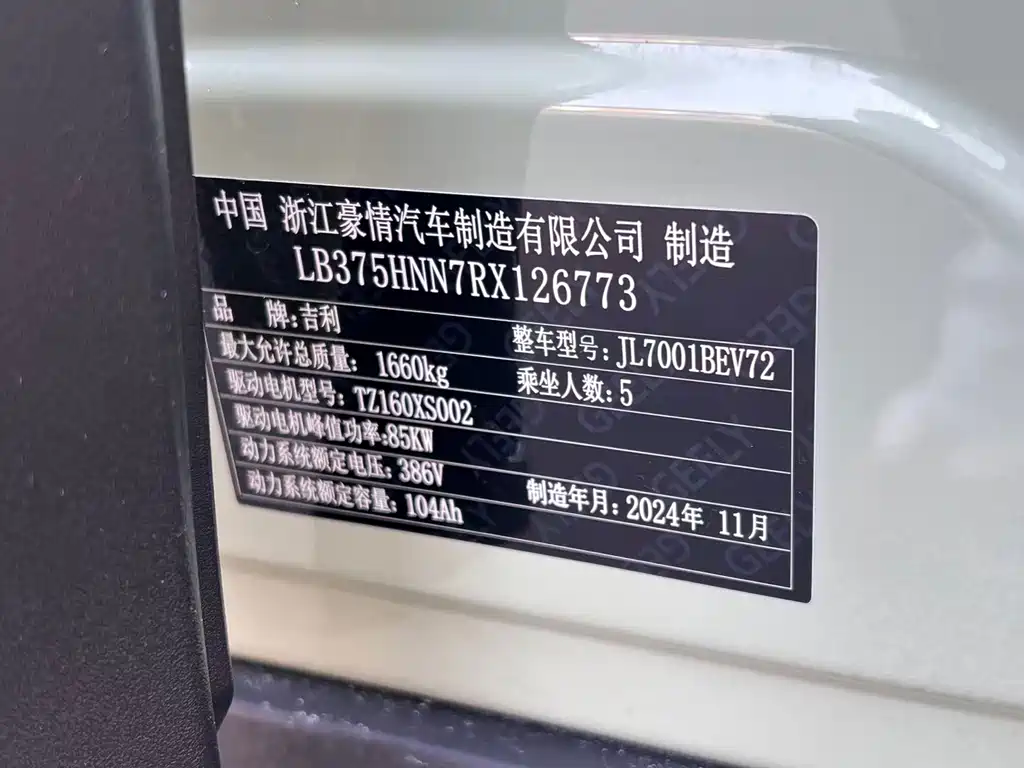 中国 浙江豪情汽车制造有限公司 制造
LB375HNN7RX126773
品 牌:吉利 整车型号:JL7001BEV72
最大允许总质量: 1660kg 乘坐人数:5
驱动电机型号: TZ160XS002
驱动电机峰值功率:85KW
动力系统额定电压: 386V
动力系统额定容量: 104Ah 制造年月: 2024年 11月
GEELY